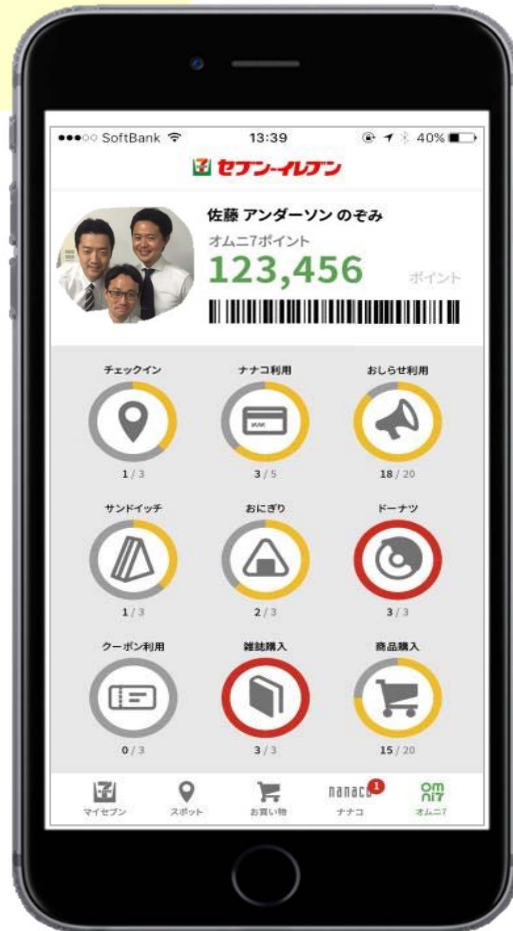 SoftBank 13:39 40%
セブン-イレブン
佐藤 アンダーソン のぞみ
オムニ7ポイント
123,456 ポイント
チェックイン ナナコ利用 おしらせ利用
1 / 3 3 / 5 18 / 20
サンドイッチ おにぎり ドーナツ
1 / 3 2 / 3 3 / 3
クーポン利用 雑誌購入 商品購入
0 / 3 3 / 3 15 / 20
nanaco 1 omni7
マイセブン スポット お買い物 ナナコ オムニ7